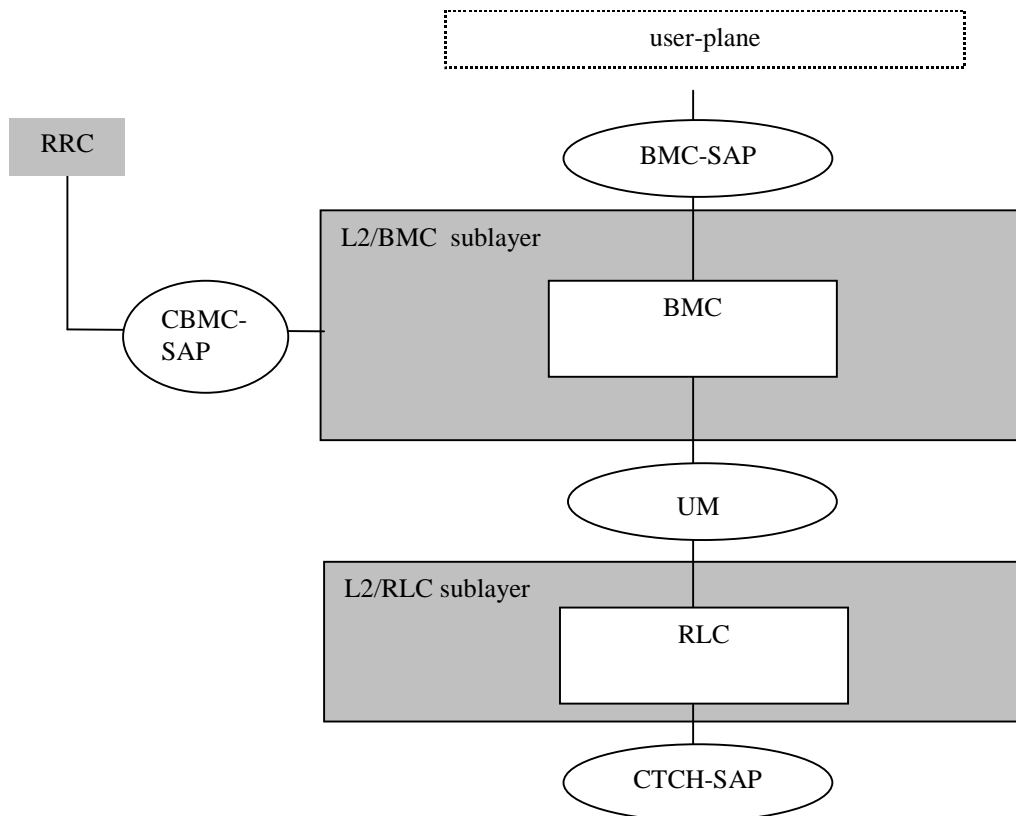 user-plane
RRC
BMC-SAP
L2/BMC sublayer
BMC
CBMC-
SAP
UM
L2/RLC sublayer
RLC
CTCH-SAP